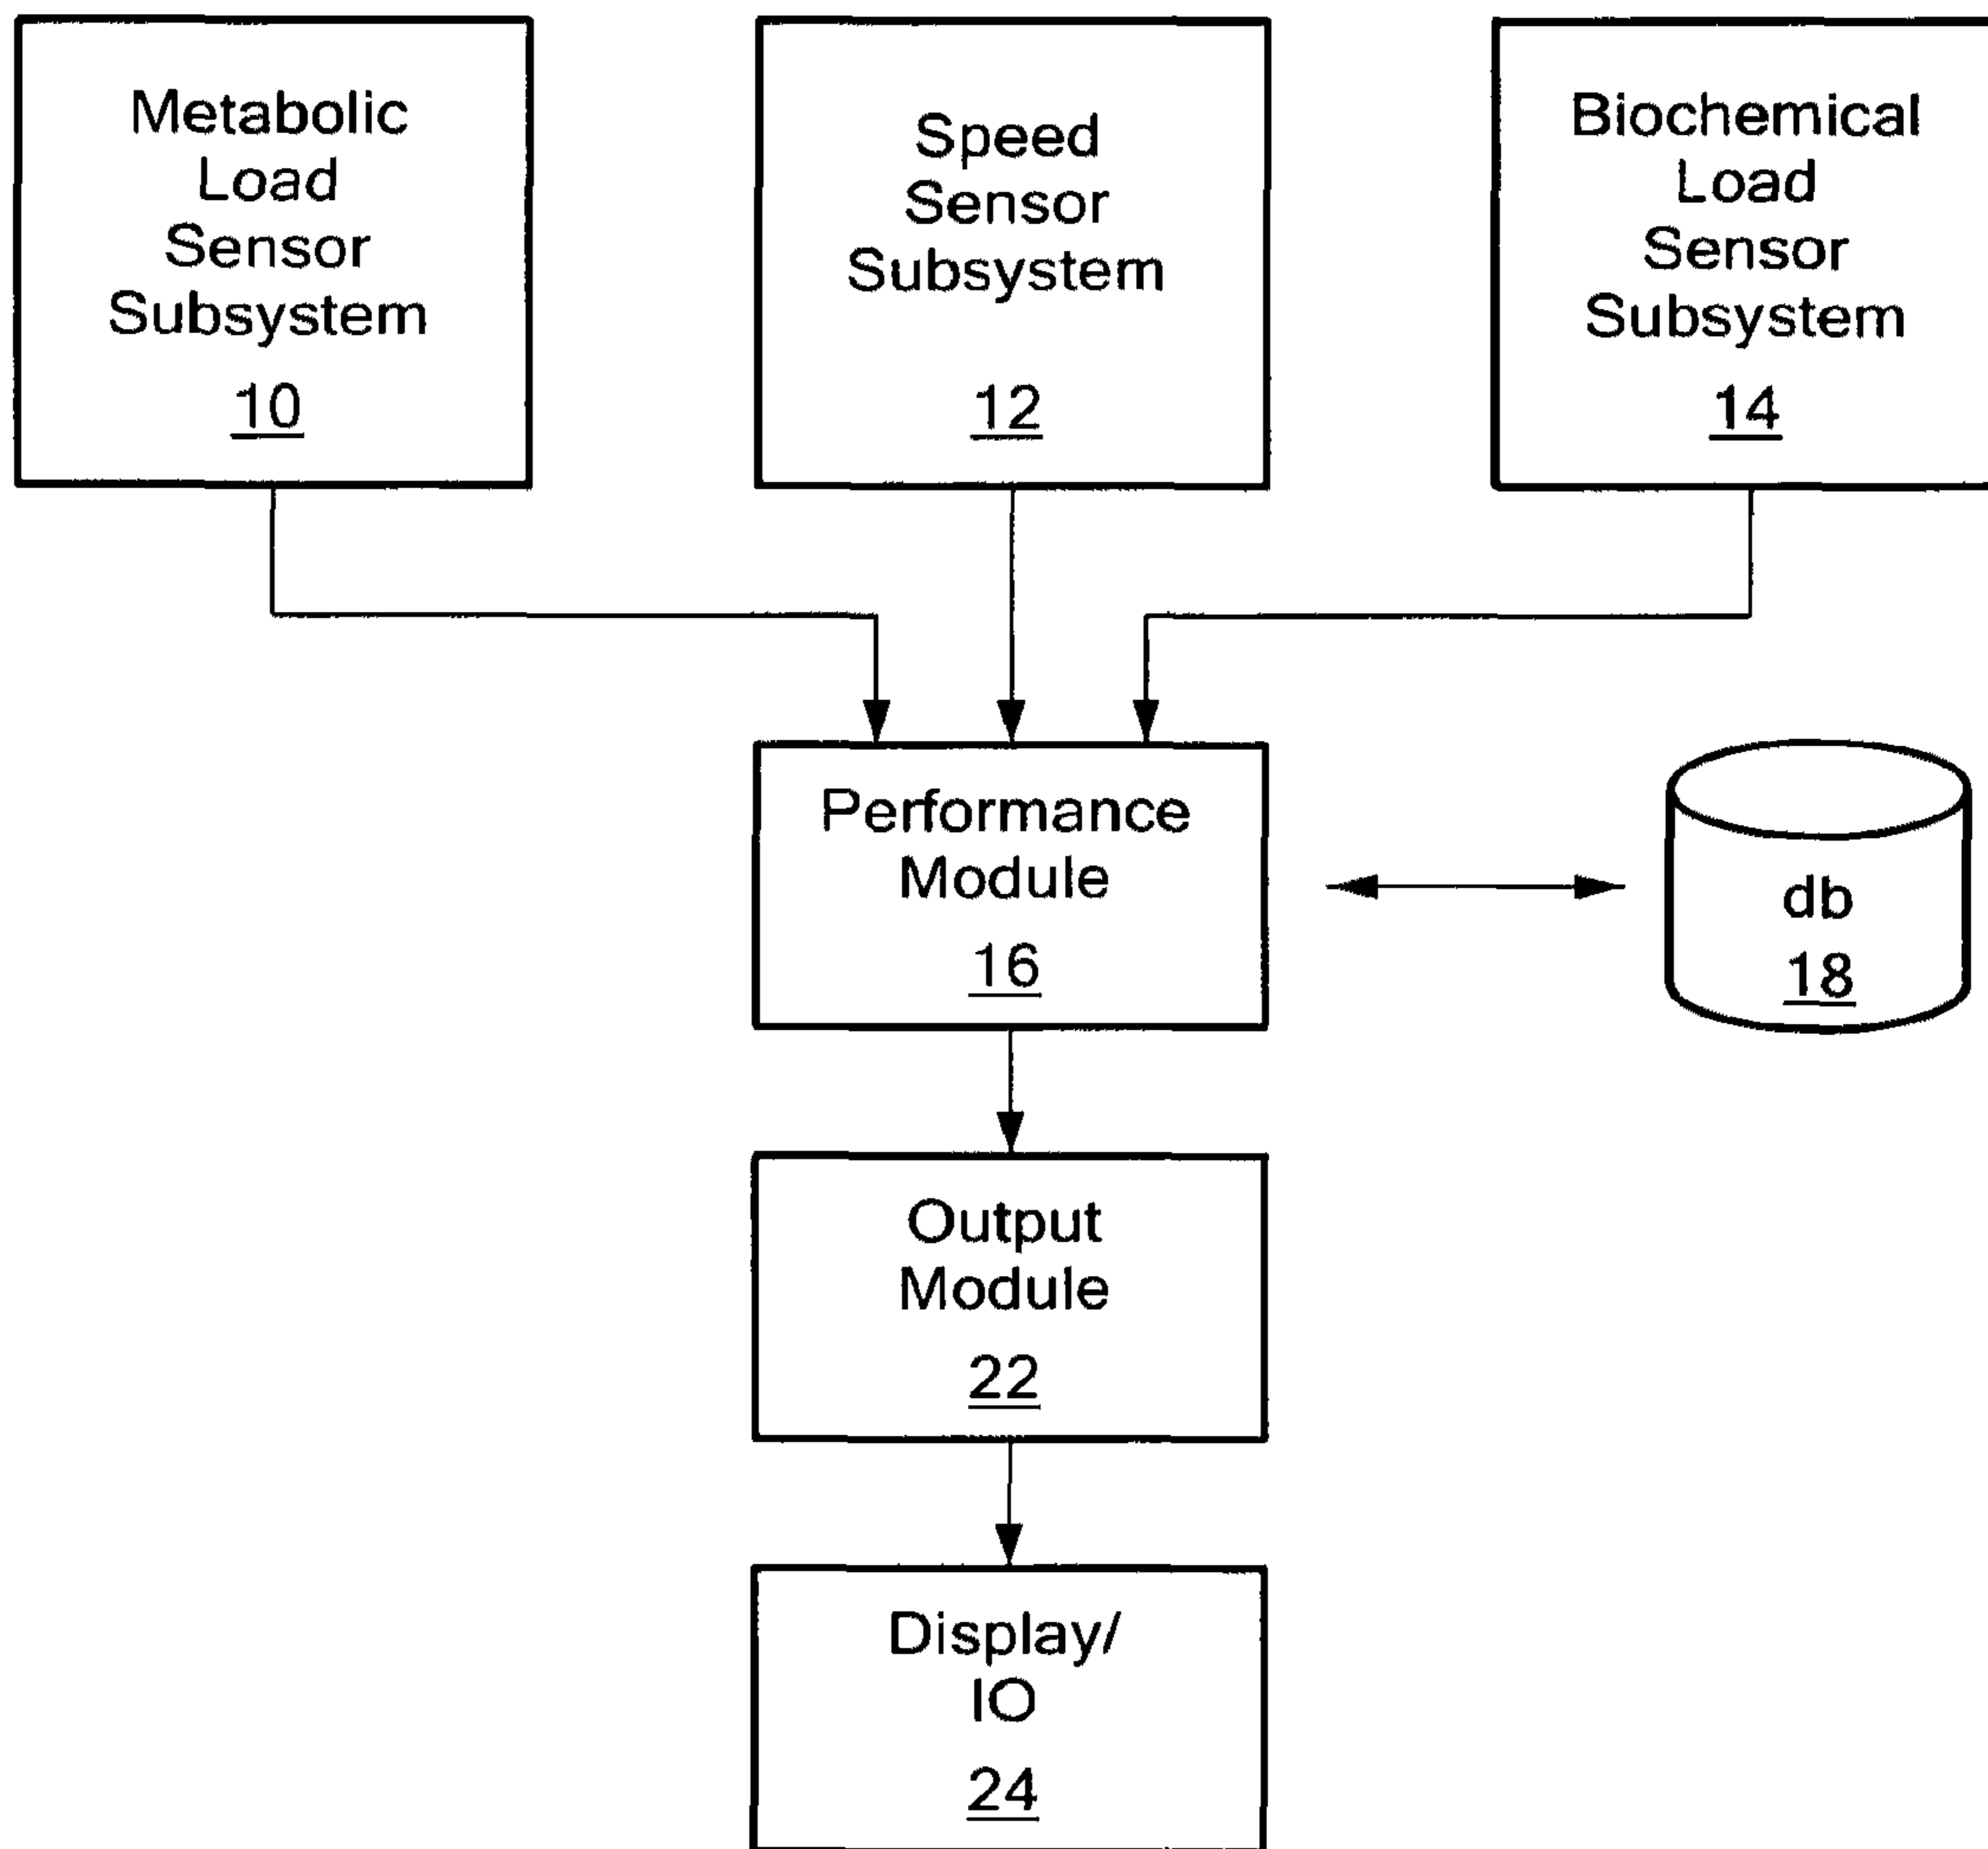 Metabolic
Load
Sensor
Subsystem
10
Speed
Sensor
Subsystem
12
Biochemical
Load
Sensor
Subsystem
14
Performance
Module
16
db
18
Output
Module
22
Display/
IO
24